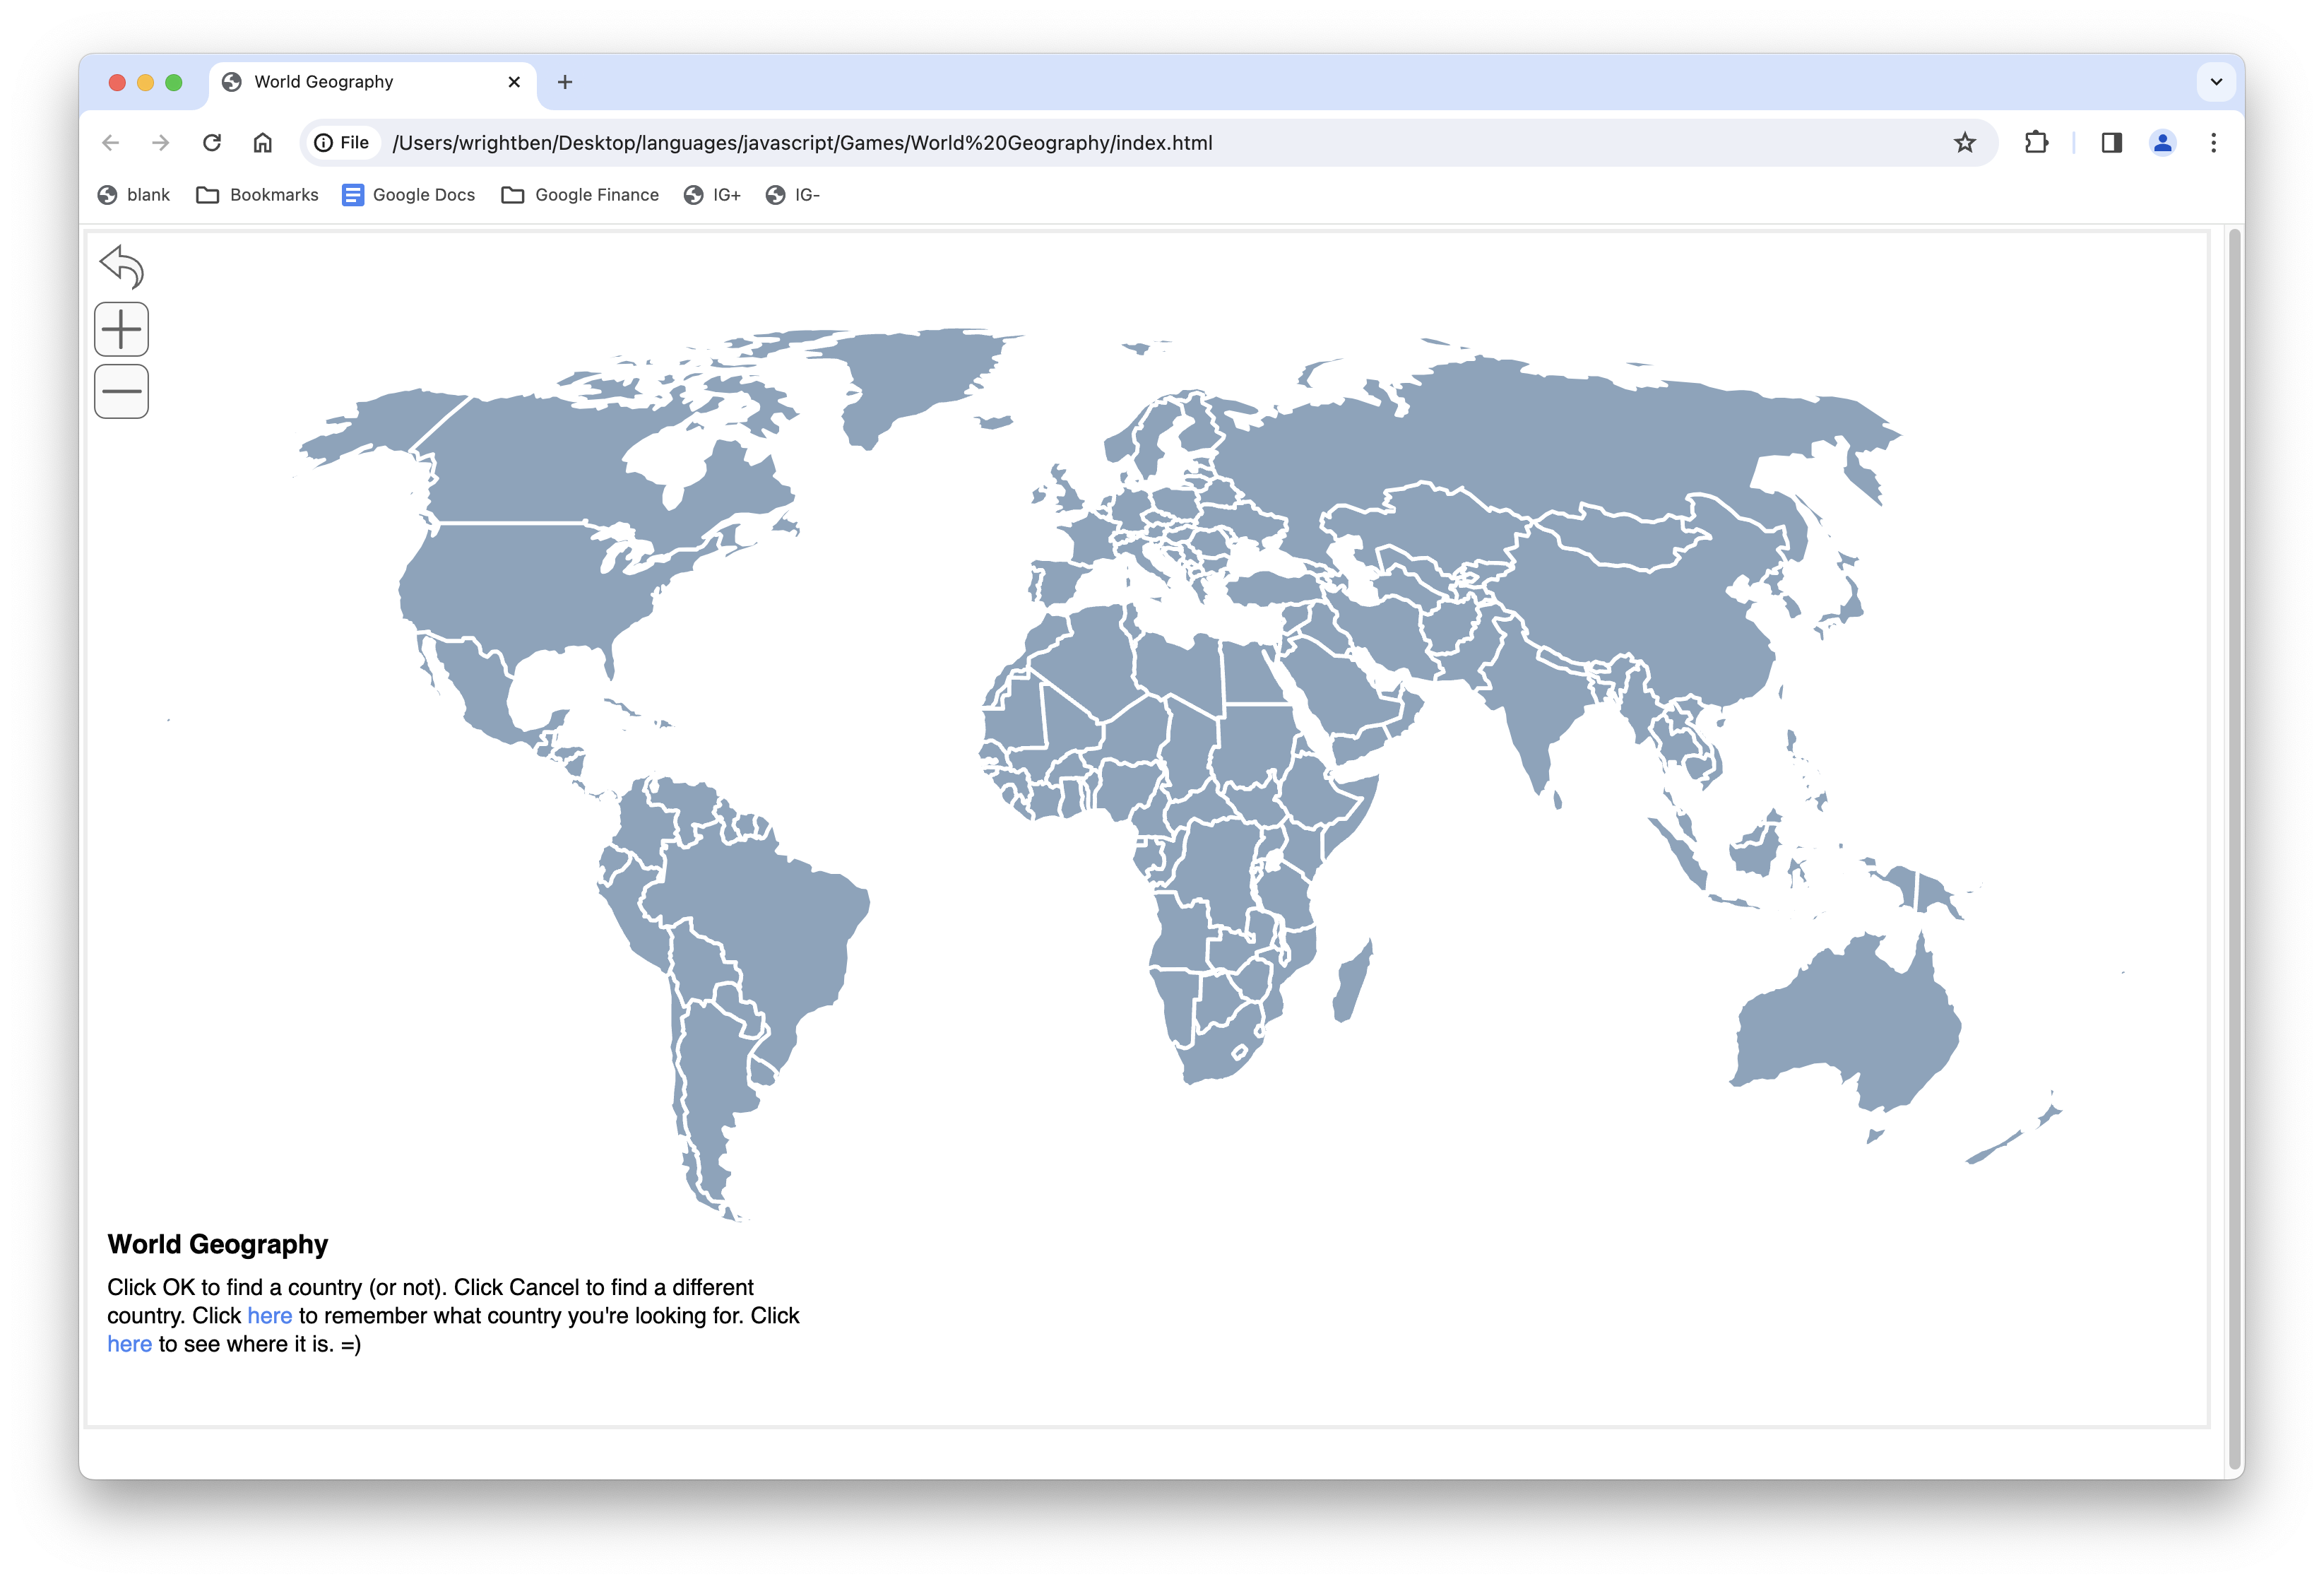 World Geography
File /Users/wrightben/Desktop/languages/javascript/Games/World%20Geography/index.html
blank Bookmarks Google Docs Google Finance IG+ IG-
World Geography
Click OK to find a country (or not). Click Cancel to find a different
country. Click here to remember what country you're looking for. Click
here to see where it is. =)